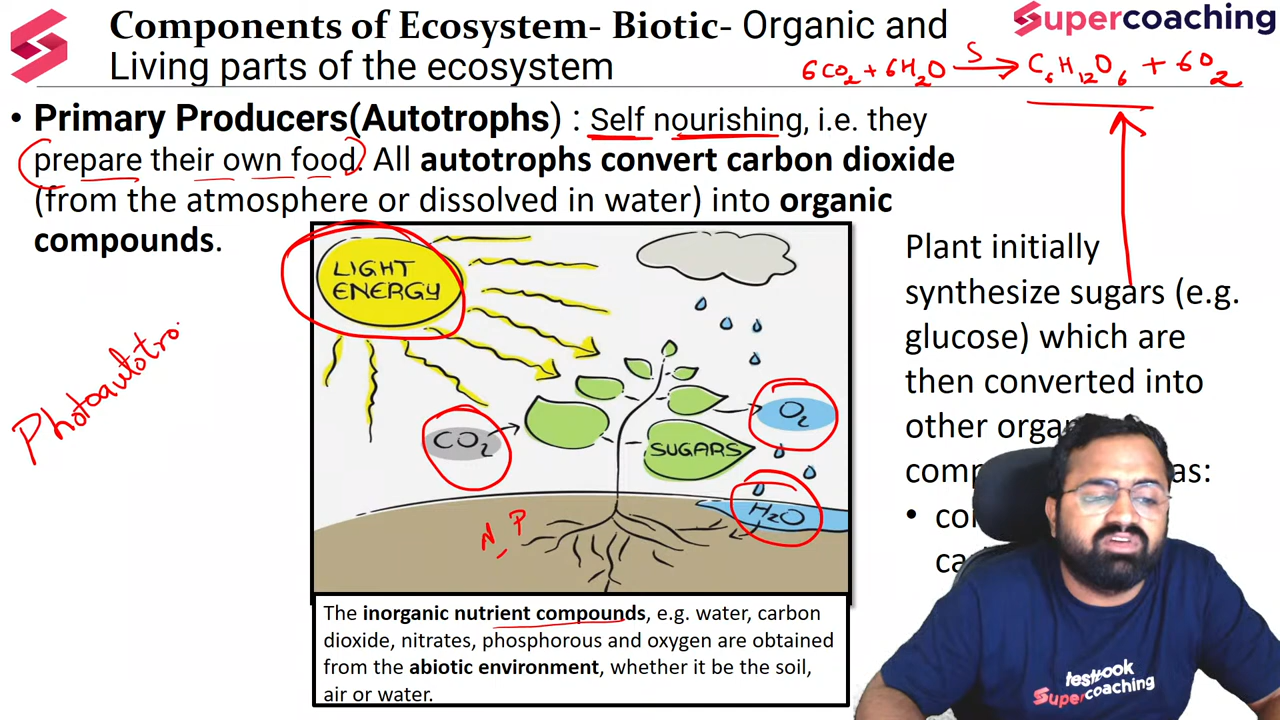 Components of Ecosystem- Biotic- Organic and
Living parts of the ecosystem
Supercoaching
6CO2 + 6H2O S → C6H12O6 + 6O2
• Primary Producers(Autotrophs) : Self nourishing, i.e. they
prepare their own food. All autotrophs convert carbon dioxide
(from the atmosphere or dissolved in water) into organic
compounds.
Photoautotro
LIGHT
ENERGY
CO2
O2
SUGARS
H2O
N, P
The inorganic nutrient compounds, e.g. water, carbon
dioxide, nitrates, phosphorous and oxygen are obtained
from the abiotic environment, whether it be the soil,
air or water.
Plant initially
synthesize sugars (e.g.
glucose) which are
then converted into
other
as:
•
testbook
Supercoaching